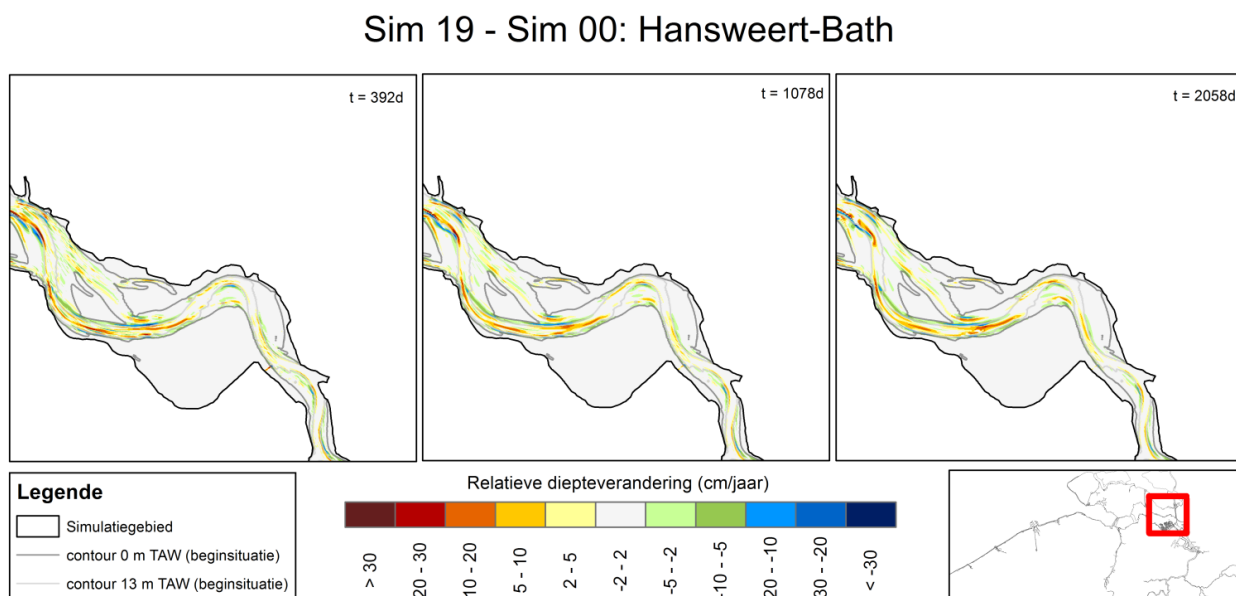 Sim 19 - Sim 00: Hansweert-Bath
t = 392d
t = 1078d
t = 2058d
Legende
Simulatiegebied
contour 0 m TAW (beginsituatie)
contour 13 m TAW (beginsituatie)
Relatieve diepteverandering (cm/jaar)
> 30
20 - 30
10 - 20
5 - 10
2 - 5
-2 - 2
-5 - -2
-10 - -5
20 - -10
30 - -20
< -30